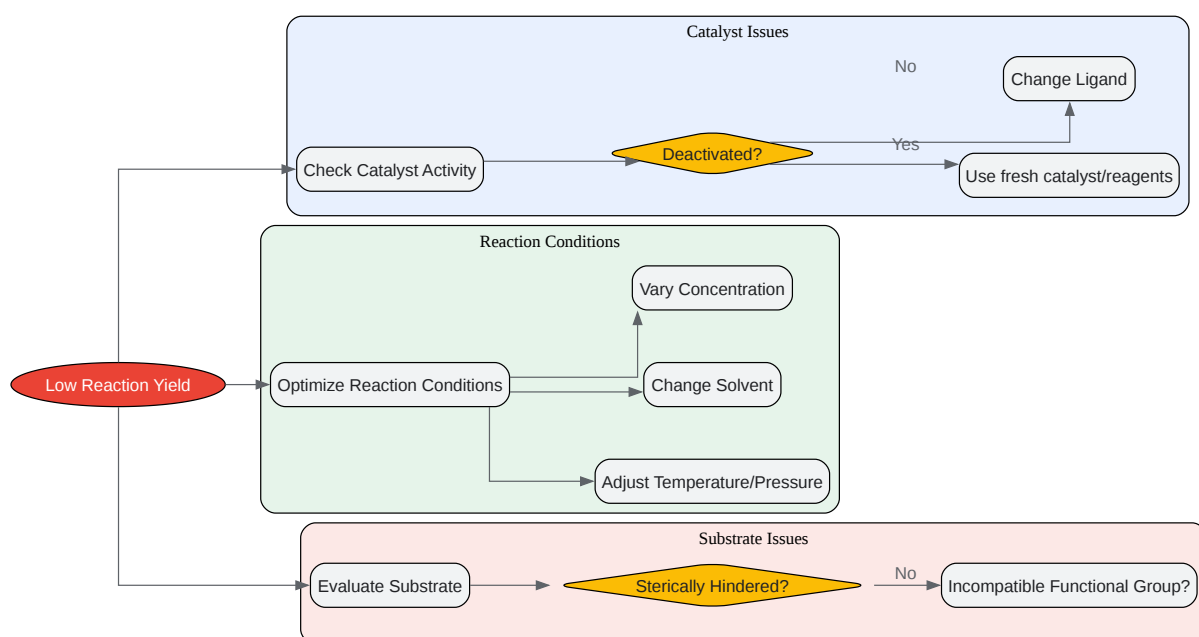 Catalyst Issues
No
Change Ligand
Deactivated?
Yes
Check Catalyst Activity
Use fresh catalyst/reagents
Reaction Conditions
Vary Concentration
Low Reaction Yield
Optimize Reaction Conditions
Change Solvent
Adjust Temperature/Pressure
Substrate Issues
Evaluate Substrate
Sterically Hindered?
No
Incompatible Functional Group?